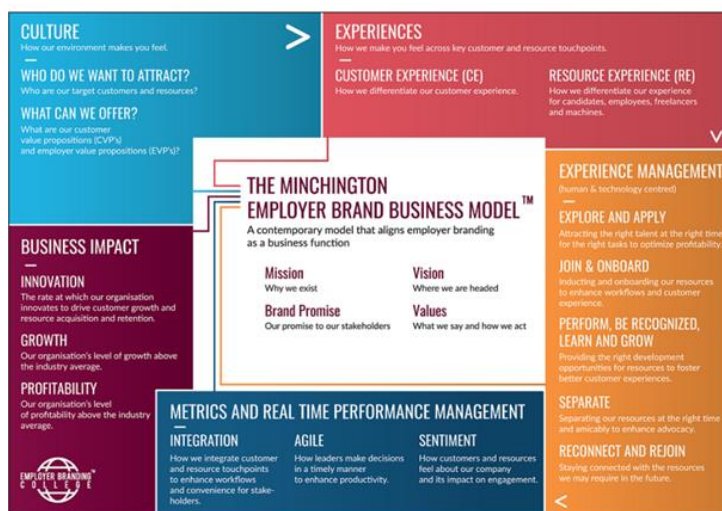 CULTURE
How our environment makes you feel.
WHO DO WE WANT TO ATTRACT?
Who are our target customers and resources?
WHAT CAN WE OFFER?
What are our customer
value propositions (CVP's)
and employer value propositions (EVP's)?
EXPERIENCES
How we make you feel across key customer and resource touchpoints.
CUSTOMER EXPERIENCE (CE)
How we differentiate our customer experience.
RESOURCE EXPERIENCE (RE)
How we differentiate our experience
for candidates, employees, freelancers
and machines.
THE MINCHINGTON
EMPLOYER BRAND BUSINESS MODEL™
A contemporary model that aligns employer branding
as a business function
Mission
Why we exist
Vision
Where we are headed
Brand Promise
Our promise to our stakeholders
Values
What we say and how we act
EXPERIENCE MANAGEMENT
(human & technology centred)
EXPLORE AND APPLY
Attracting the right talent at the right time
for the right tasks to optimize profitability.
JOIN & ONBOARD
Inducting and onboarding our resources
to enhance workflows and customer
experience.
PERFORM, BE RECOGNIZED,
LEARN AND GROW
Providing the right development
opportunities for resources to foster
better customer experiences.
SEPARATE
Separating our resources at the right time
and amicably to enhance advocacy.
RECONNECT AND REJOIN
Staying connected with the resources
we may require in the future.
METRICS AND REAL TIME PERFORMANCE MANAGEMENT
INTEGRATION
How we integrate customer
and resource touchpoints
to enhance workflows
and convenience for stake-
holders.
AGILE
How leaders make decisions
in a timely manner
to enhance productivity.
SENTIMENT
How customers and resources
feel about our company
and its impact on engagement.
BUSINESS IMPACT
INNOVATION
The rate at which our organisation
innovates to drive customer growth and
resource acquisition and retention.
GROWTH
Our organisation's level of growth above
the industry average.
PROFITABILITY
Our organisation's level
of profitability above the industry
average.
EMPLOYER BRANDING™
COLLEGE